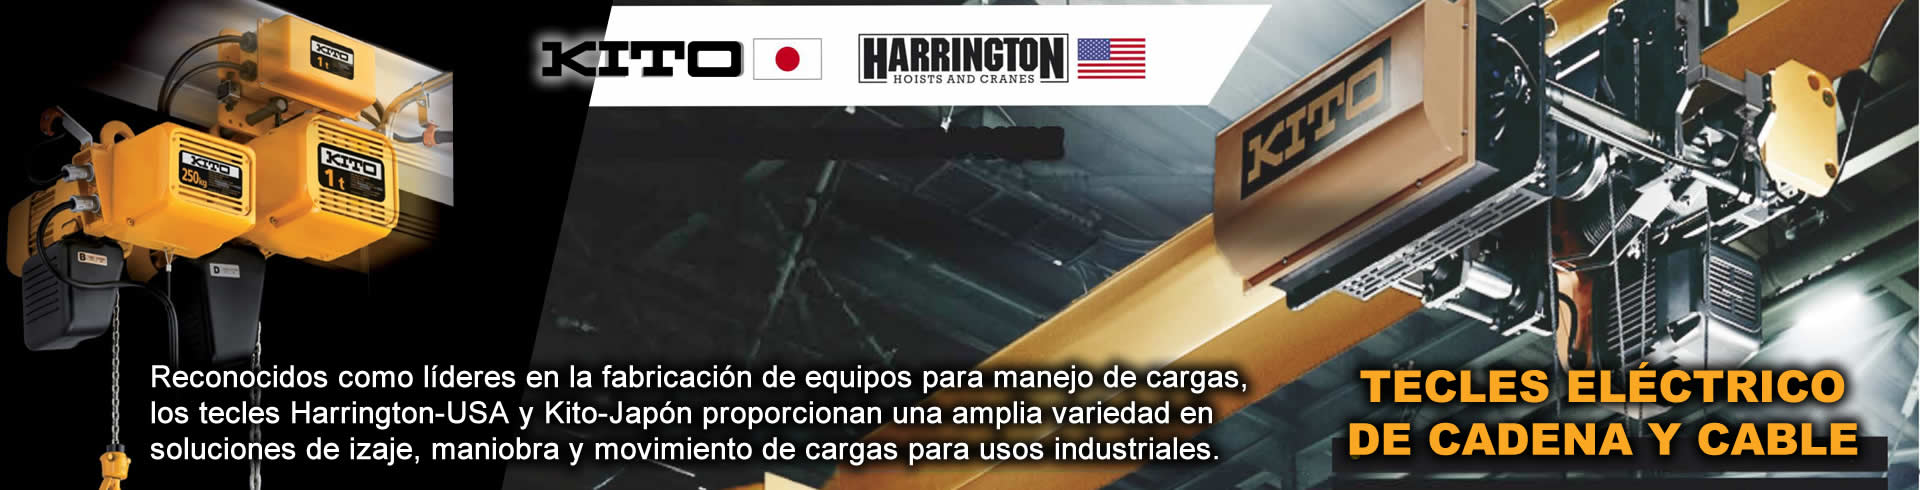 KITO
HARRINGTON
HOISTS AND CRANES
KITO
1t
KITO
250kg
KITO
1t
B
D
KITO
Reconocidos como líderes en la fabricación de equipos para manejo de cargas,
los tecles Harrington-USA y Kito-Japón proporcionan una amplia variedad en
soluciones de izaje, maniobra y movimiento de cargas para usos industriales.
TECLES ELÉCTRICO
DE CADENA Y CABLE